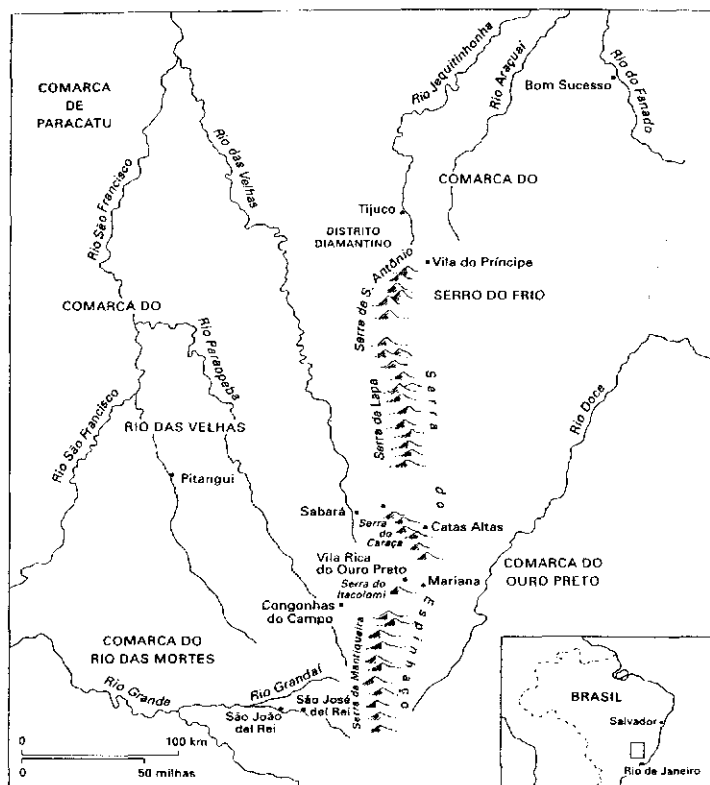 COMARCA
DE
PARACATU
Rio São Francisco
Rio das Velhas
Rio Jequitinhonha
Rio Araçuaí
Rio do Fanado
Bom Sucesso
COMARCA DO
Tijuco
DISTRITO
DIAMANTINO
Vila do Príncipe
Serra de S. Antônio
SERRO DO FRIO
COMARCA DO
Rio Paraopeba
Serra da Lapa
Serra
do
Espinhaço
Rio Doce
RIO DAS VELHAS
Rio São Francisco
Pitangui
Sabará
Serra
do
Caraça
Catas Altas
Vila Rica
do Ouro Preto
Serra do
Itacolomi
Mariana
COMARCA DO
OURO PRETO
Congonhas
do Campo
COMARCA DO
RIO DAS MORTES
Serra da Mantiqueira
Rio Grande
Rio Grandaí
São José
del Rei
São João
del Rei
0 100 km
0 50 milhas
BRASIL
Salvador
Rio de Janeiro